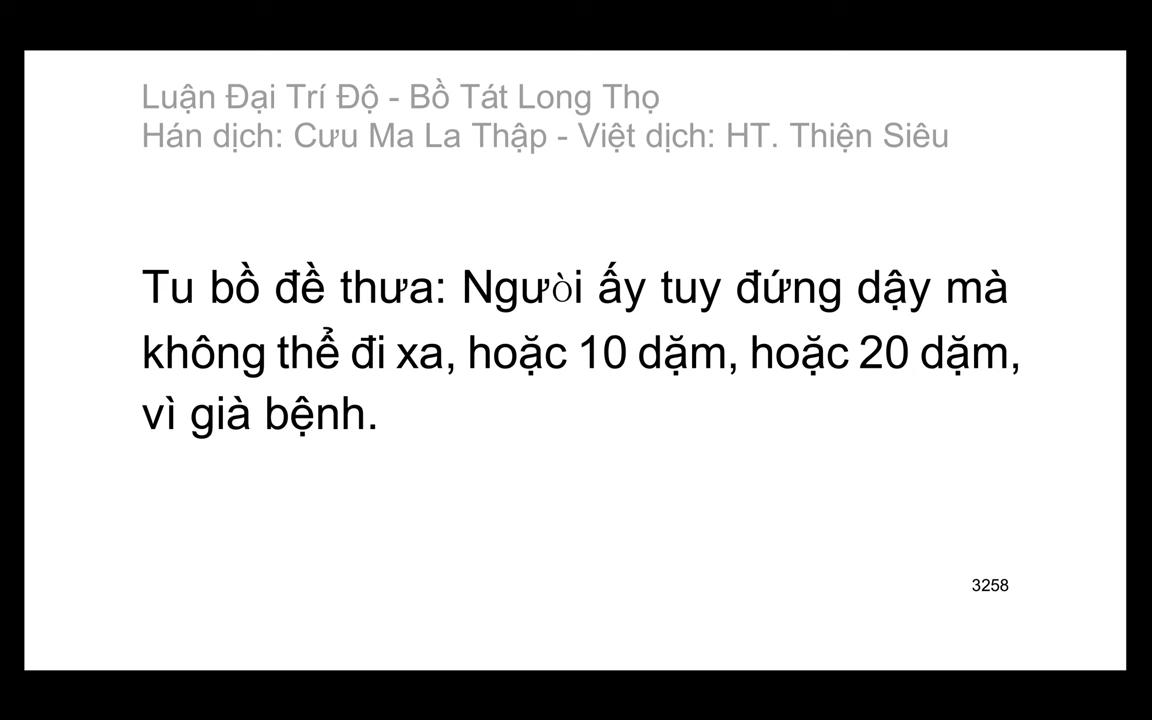 Luận Đại Trí Độ - Bồ Tát Long Thọ
Hán dịch: Cưu Ma La Thập - Việt dịch: HT. Thiện Siêu
Tu bồ đề thưa: Ngưòi ấy tuy đứng dậy mà
không thể đi xa, hoặc 10 dặm, hoặc 20 dặm,
vì già bệnh.
3258